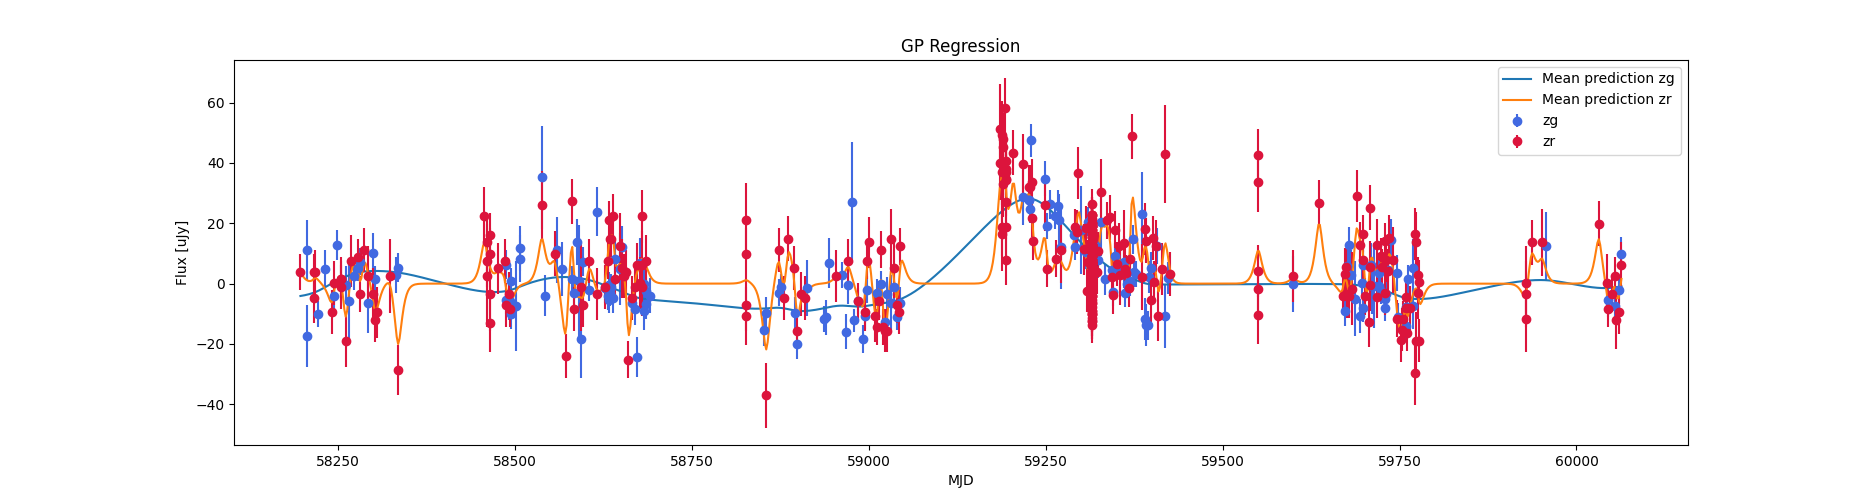 GP Regression
Mean prediction zg
Mean prediction zr
zg
zr
Flux [uJy]
60
40
20
0
−20
−40
58250 58500 58750 59000 59250 59500 59750 60000
MJD